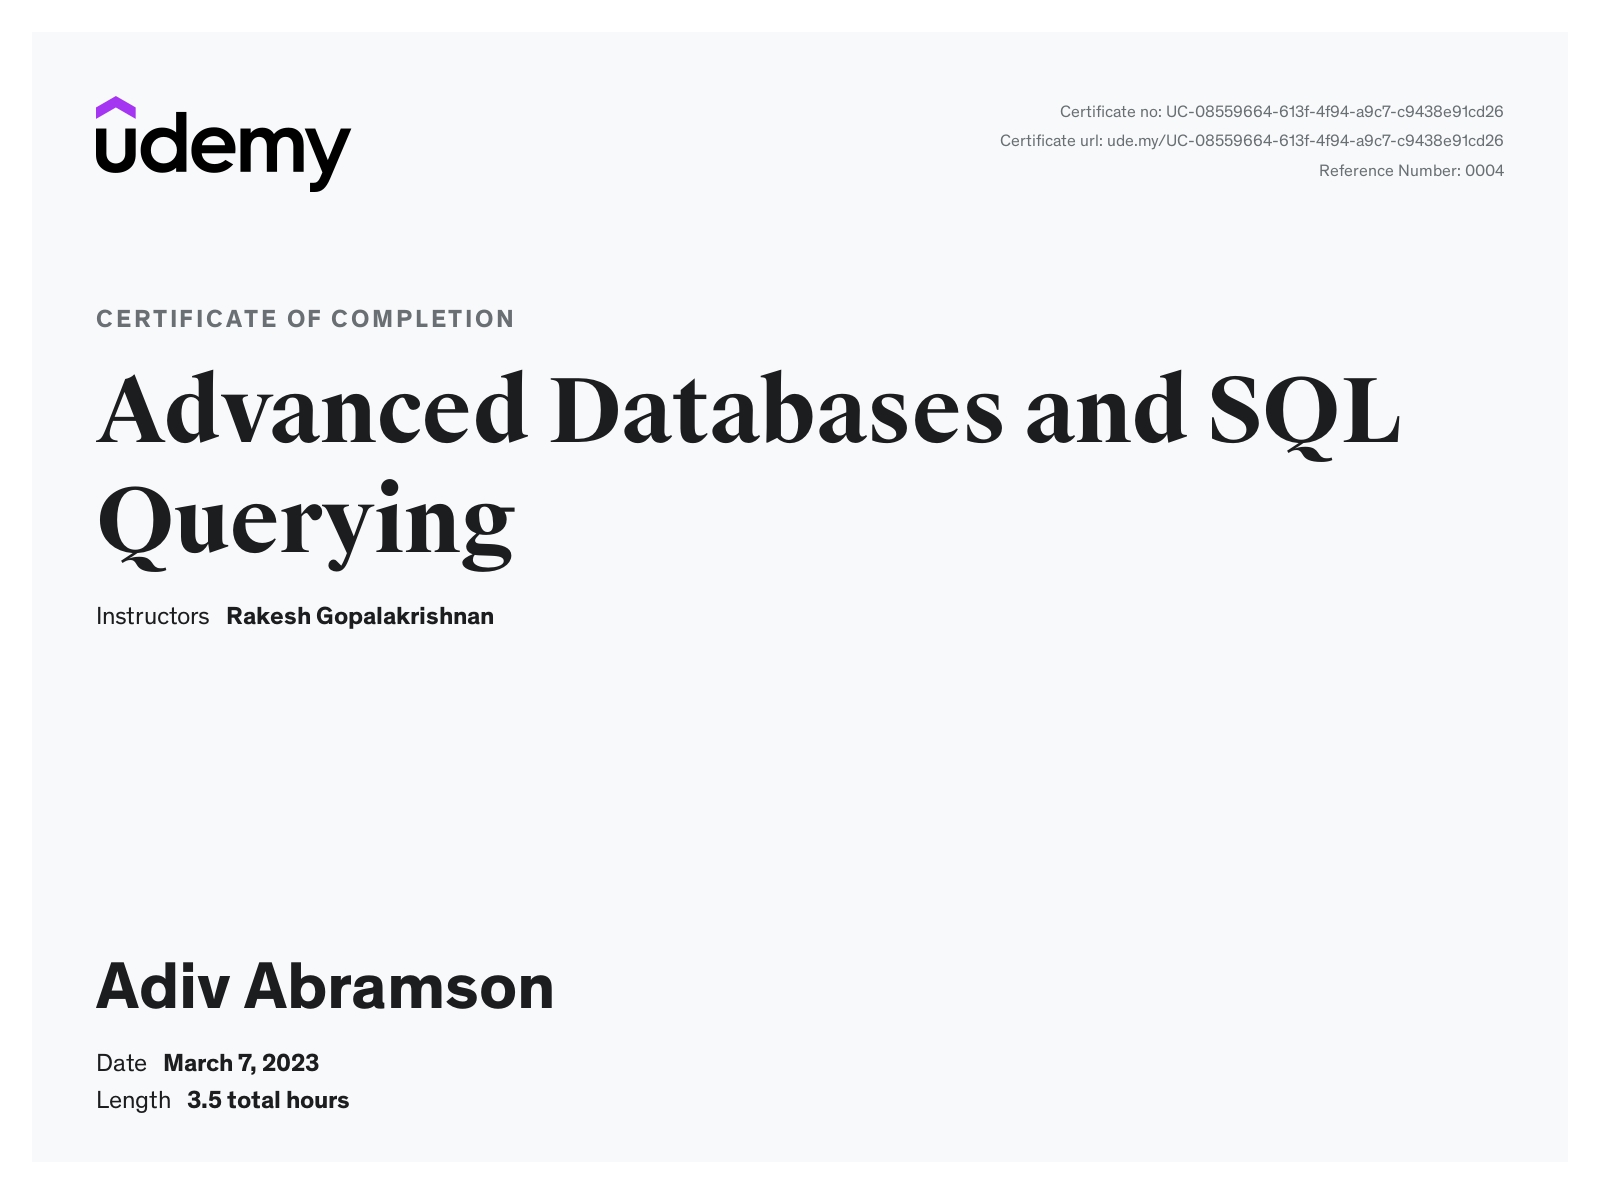 udemy
Certificate no: UC-08559664-613f-4f94-a9c7-c9438e91cd26
Certificate url: ude.my/UC-08559664-613f-4f94-a9c7-c9438e91cd26
Reference Number: 0004
CERTIFICATE OF COMPLETION
Advanced Databases and SQL
Querying
Instructors Rakesh Gopalakrishnan
Adiv Abramson
Date March 7, 2023
Length 3.5 total hours